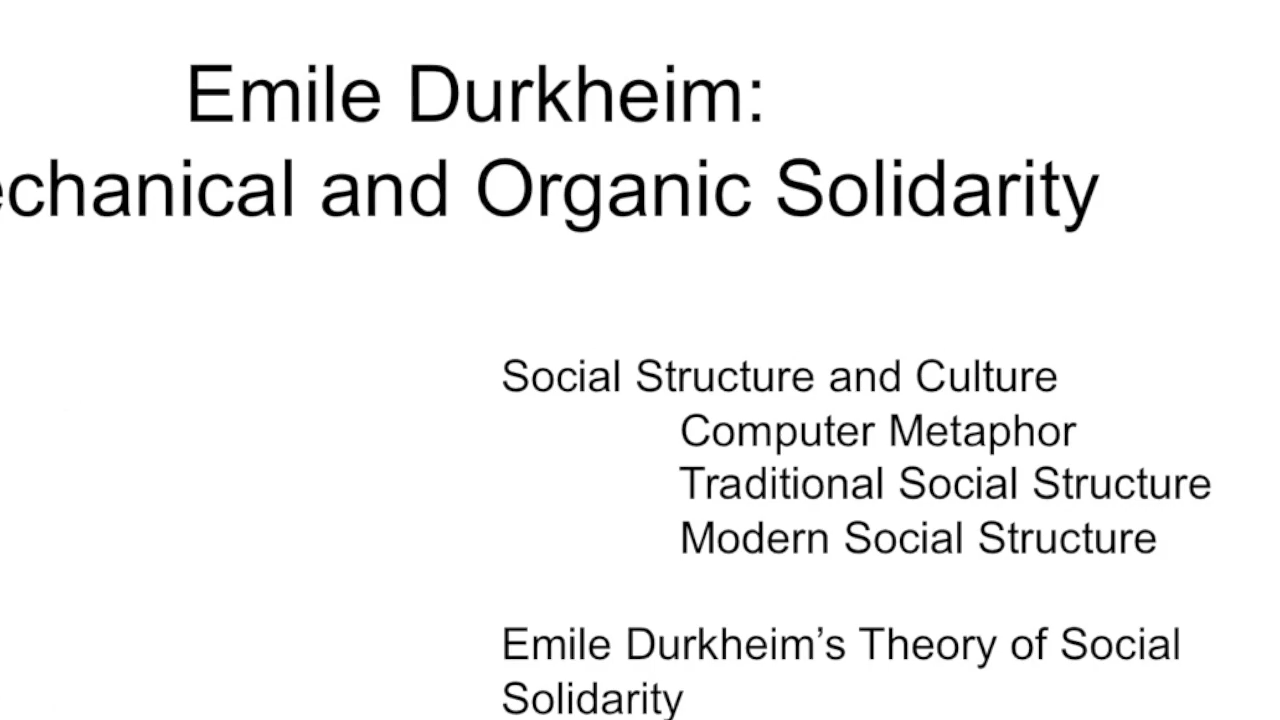 Emile Durkheim:
echanical and Organic Solidarity
Social Structure and Culture
Computer Metaphor
Traditional Social Structure
Modern Social Structure
Emile Durkheim’s Theory of Social
Solidarity